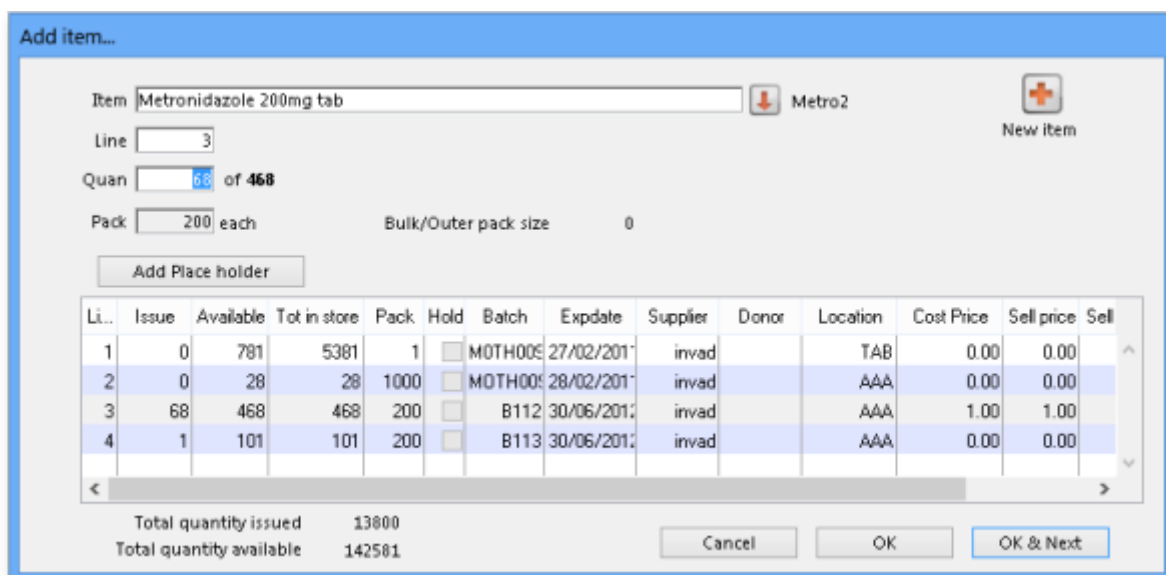 Add item...
Item Metronidazole 200mg tab Metro2
New item
Line 3
Quan 68 of 468
Pack 200 each Bulk/Outer pack size 0
Add Place holder
Li... Issue Available Tot in store Pack Hold Batch Expdate Supplier Donor Location Cost Price Sell price Sell
1 0 781 5381 1 27/02/201 invad TAB 0.00 0.00
2 0 28 28 1000 28/02/201 invad AAA 0.00 0.00
3 68 468 468 200 B112 30/06/201 invad AAA 1.00 1.00
4 1 101 101 200 B113 30/06/201 invad AAA 0.00 0.00
Total quantity issued 13800
Total quantity available 142581
Cancel OK OK & Next